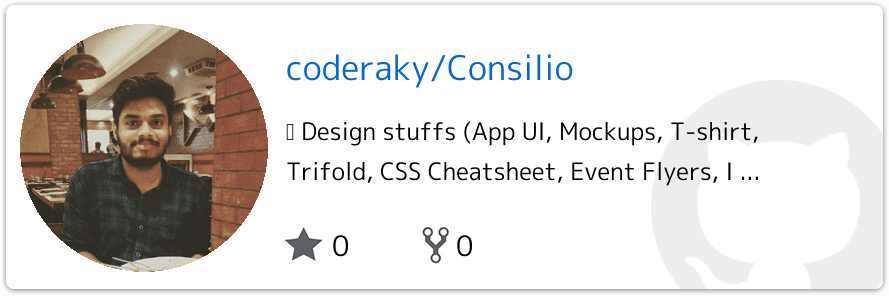 coderaky/Consilio
Design stuffs (App UI, Mockups, T-shirt,
Trifold, CSS Cheatsheet, Event Flyers, I ...
0
0